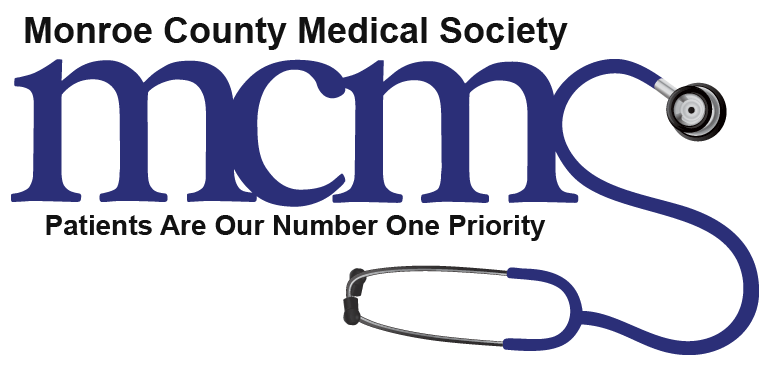 Monroe County Medical Society
mcms
Patients Are Our Number One Priority